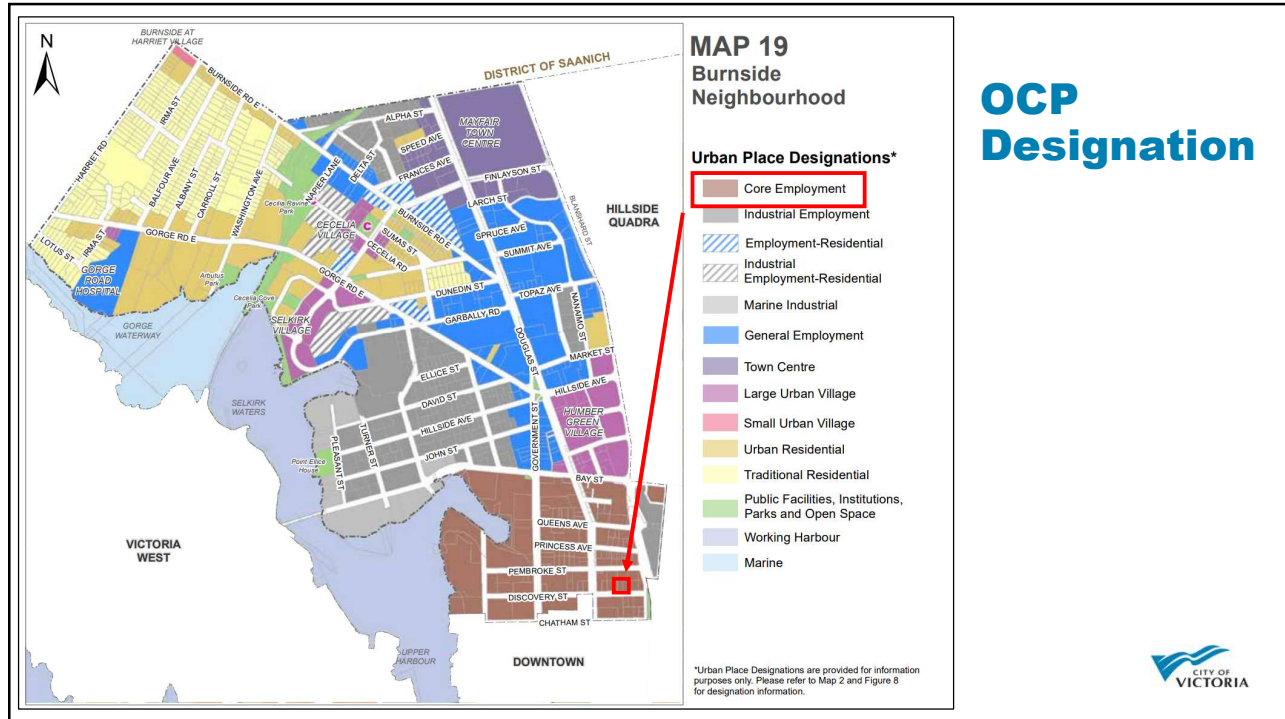 N
BURNSIDE AT
HARRIET VILLAGE
DISTRICT OF SAANICH
BURNSIDE RD E
IRMA ST
HARRIET RD
BALFOUR AVE
ALBANY ST
CARROLL ST
WASHINGTON AVE
ALPHA ST
SPEED AVE
MAYFAIR
TOWN
CENTRE
NAPIER LANE
DELTA ST
FRANCES AVE
FINLAYSON ST
LARCH ST
BLANSHARD ST
HILLSIDE
QUADRA
Cecelia Ravine
Park
CECELIA
VILLAGE
C
SUMAS ST
BURNSIDE RD E
CECELIA RD
SPRUCE AVE
SUMMIT AVE
LOTUS ST
IRMA ST
GORGE RD E
GORGE
ROAD
HOSPITAL
Arbutus
Park
Cecelia Cove
Park
GORGE RD E
DUNEDIN ST
TOPAZ AVE
NANAIMO ST
GORGE
WATERWAY
SELKIRK
VILLAGE
GARBALLY RD
DOUGLAS ST
MARKET ST
SELKIRK
WATERS
ELLICE ST
DAVID ST
HILLSIDE AVE
HILLSIDE AVE
HUMBER
GREEN
VILLAGE
TURNER ST
PLEASANT ST
JOHN ST
GOVERNMENT ST
Point Ellice
House
BAY ST
VICTORIA
WEST
QUEENS AVE
PRINCESS AVE
PEMBROKE ST
DISCOVERY ST
CHATHAM ST
UPPER
HARBOUR
DOWNTOWN
MAP 19
Burnside
Neighbourhood
Urban Place Designations*
Core Employment
Industrial Employment
Employment-Residential
Industrial
Employment-Residential
Marine Industrial
General Employment
Town Centre
Large Urban Village
Small Urban Village
Urban Residential
Traditional Residential
Public Facilities, Institutions,
Parks and Open Space
Working Harbour
Marine
*Urban Place Designations are provided for information
purposes only. Please refer to Map 2 and Figure 8
for designation information.
OCP
Designation
CITY OF
VICTORIA